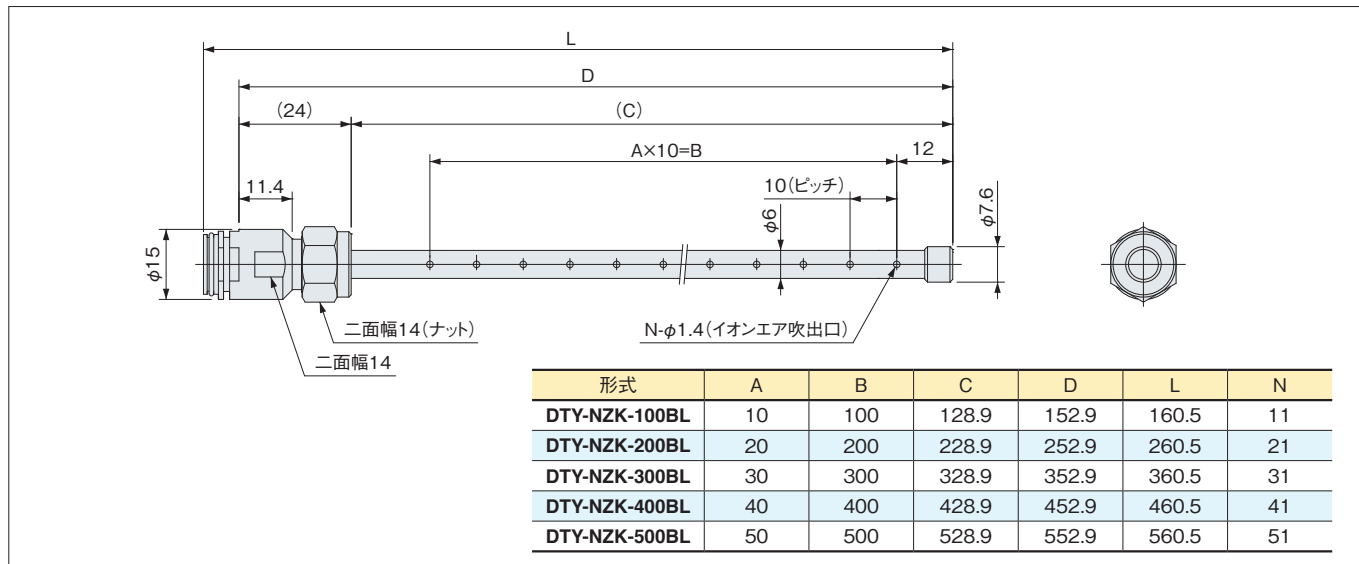 L
D
(24)
(C)
A×10=B
12
11.4
10(ピッチ)
φ6
φ7.6
φ15
二面幅14(ナット)
N-φ1.4(イオンエア吹出口)
二面幅14
形式 A B C D L N
DTY-NZK-100BL 10 100 128.9 152.9 160.5 11
DTY-NZK-200BL 20 200 228.9 252.9 260.5 21
DTY-NZK-300BL 30 300 328.9 352.9 360.5 31
DTY-NZK-400BL 40 400 428.9 452.9 460.5 41
DTY-NZK-500BL 50 500 528.9 552.9 560.5 51